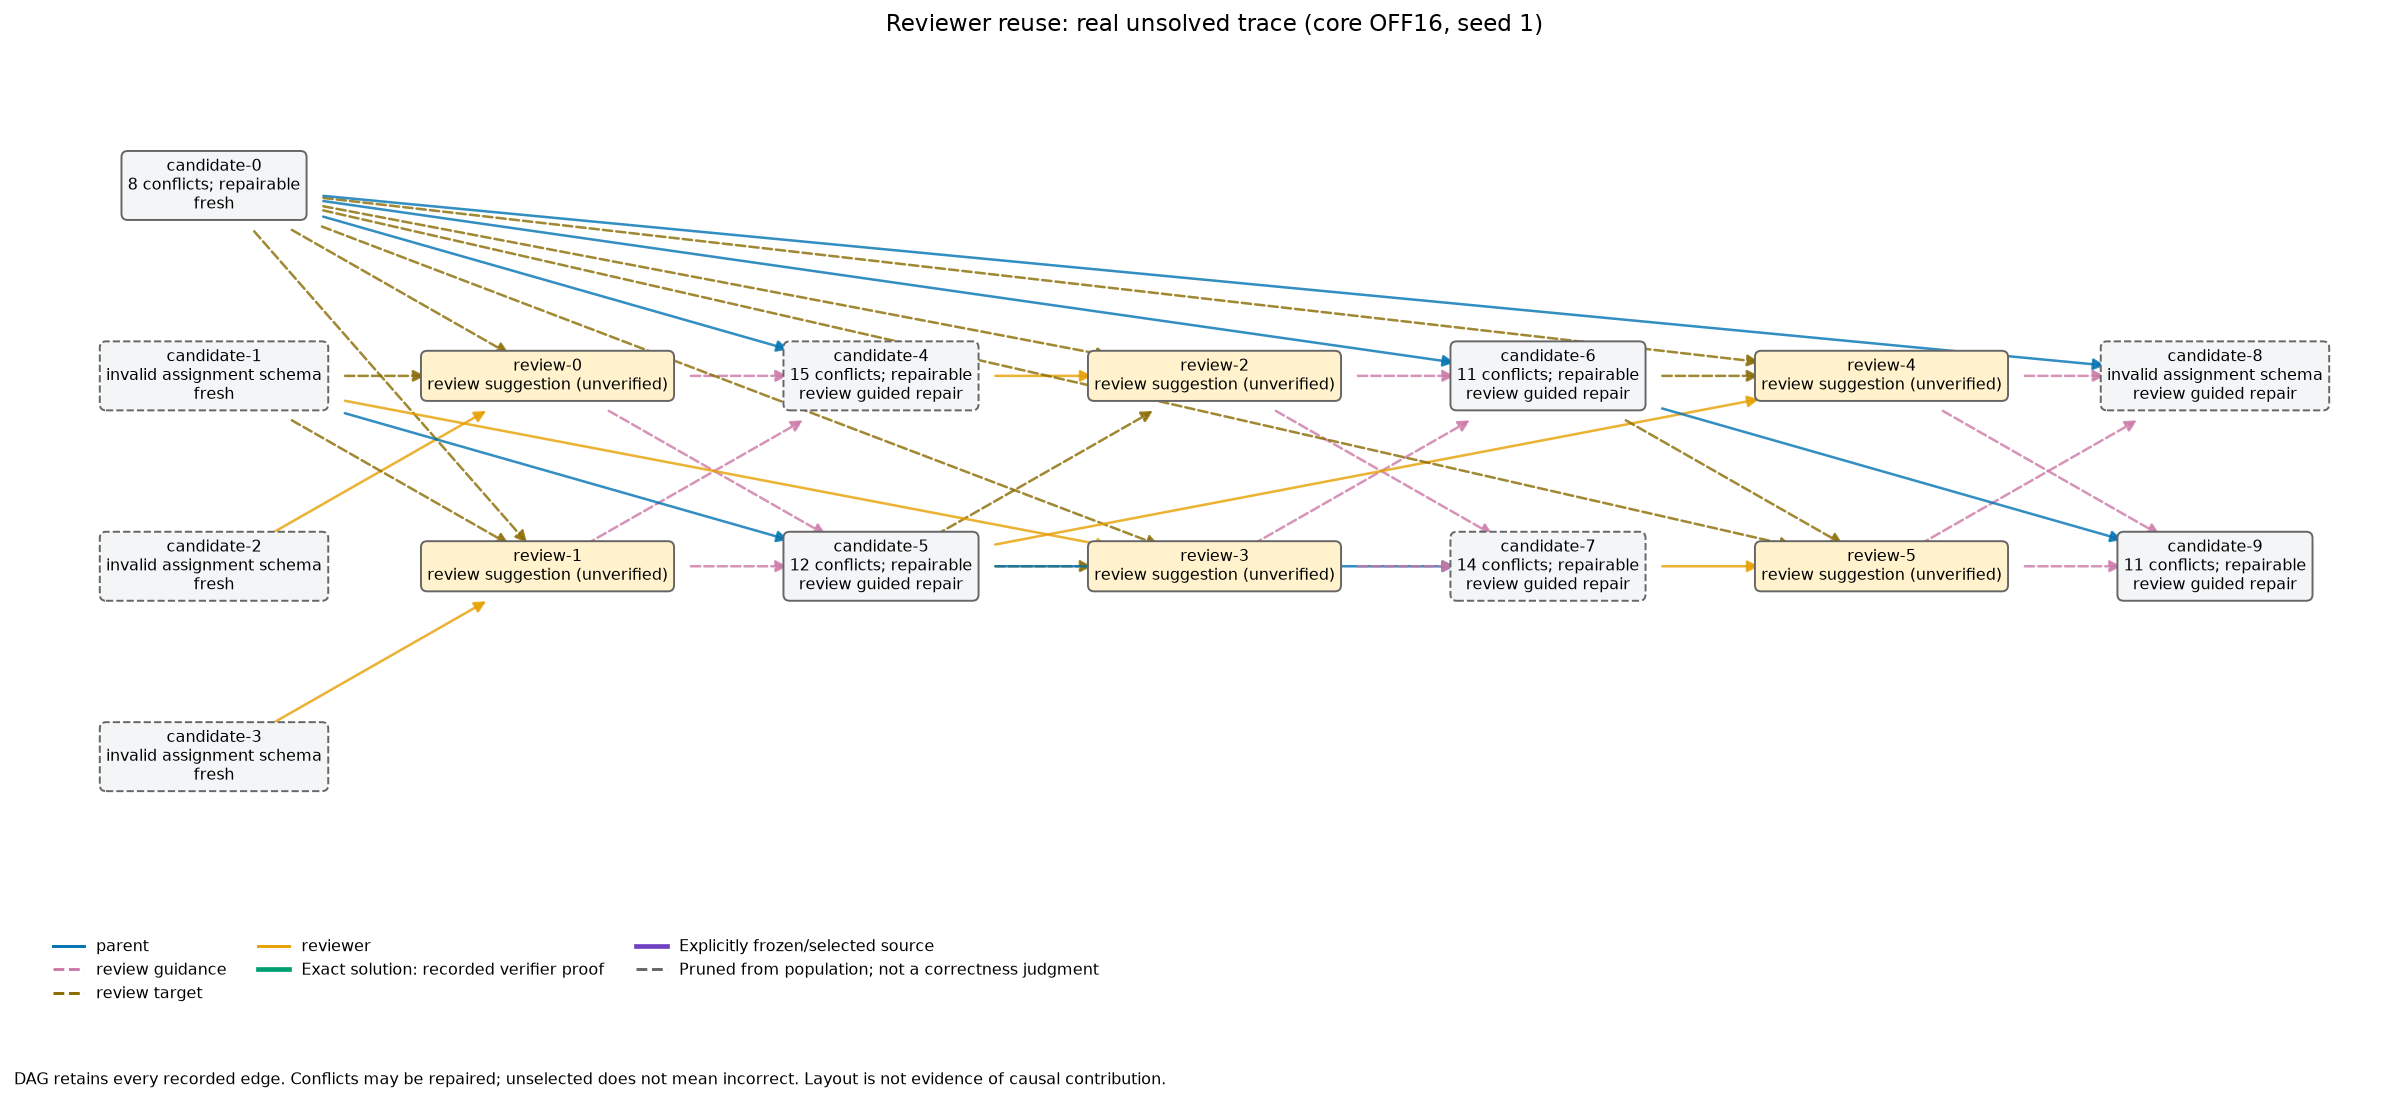 Reviewer reuse: real unsolved trace (core OFF16, seed 1)
candidate-0
8 conflicts; repairable
fresh
candidate-1
invalid assignment schema
fresh
review-0
review suggestion (unverified)
candidate-4
15 conflicts; repairable
review guided repair
review-2
review suggestion (unverified)
candidate-6
11 conflicts; repairable
review guided repair
review-4
review suggestion (unverified)
candidate-8
invalid assignment schema
review guided repair
candidate-2
invalid assignment schema
fresh
review-1
review suggestion (unverified)
candidate-5
12 conflicts; repairable
review guided repair
review-3
review suggestion (unverified)
candidate-7
14 conflicts; repairable
review guided repair
review-5
review suggestion (unverified)
candidate-9
11 conflicts; repairable
review guided repair
candidate-3
invalid assignment schema
fresh
parent
review guidance
review target
reviewer
Exact solution: recorded verifier proof
Explicitly frozen/selected source
Pruned from population; not a correctness judgment
DAG retains every recorded edge. Conflicts may be repaired; unselected does not mean incorrect. Layout is not evidence of causal contribution.